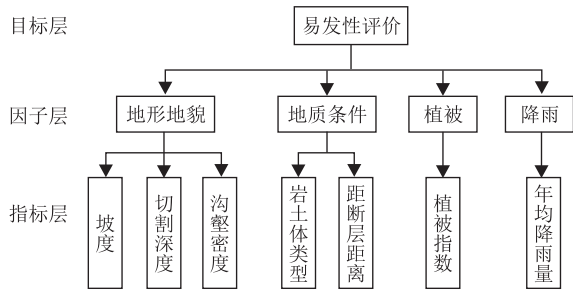 目标层
易发性评价
因子层
地形地貌
地质条件
植被
降雨
指标层
坡度
切割深度
沟壑密度
岩土体类型
距断层距离
植被指数
年均降雨量